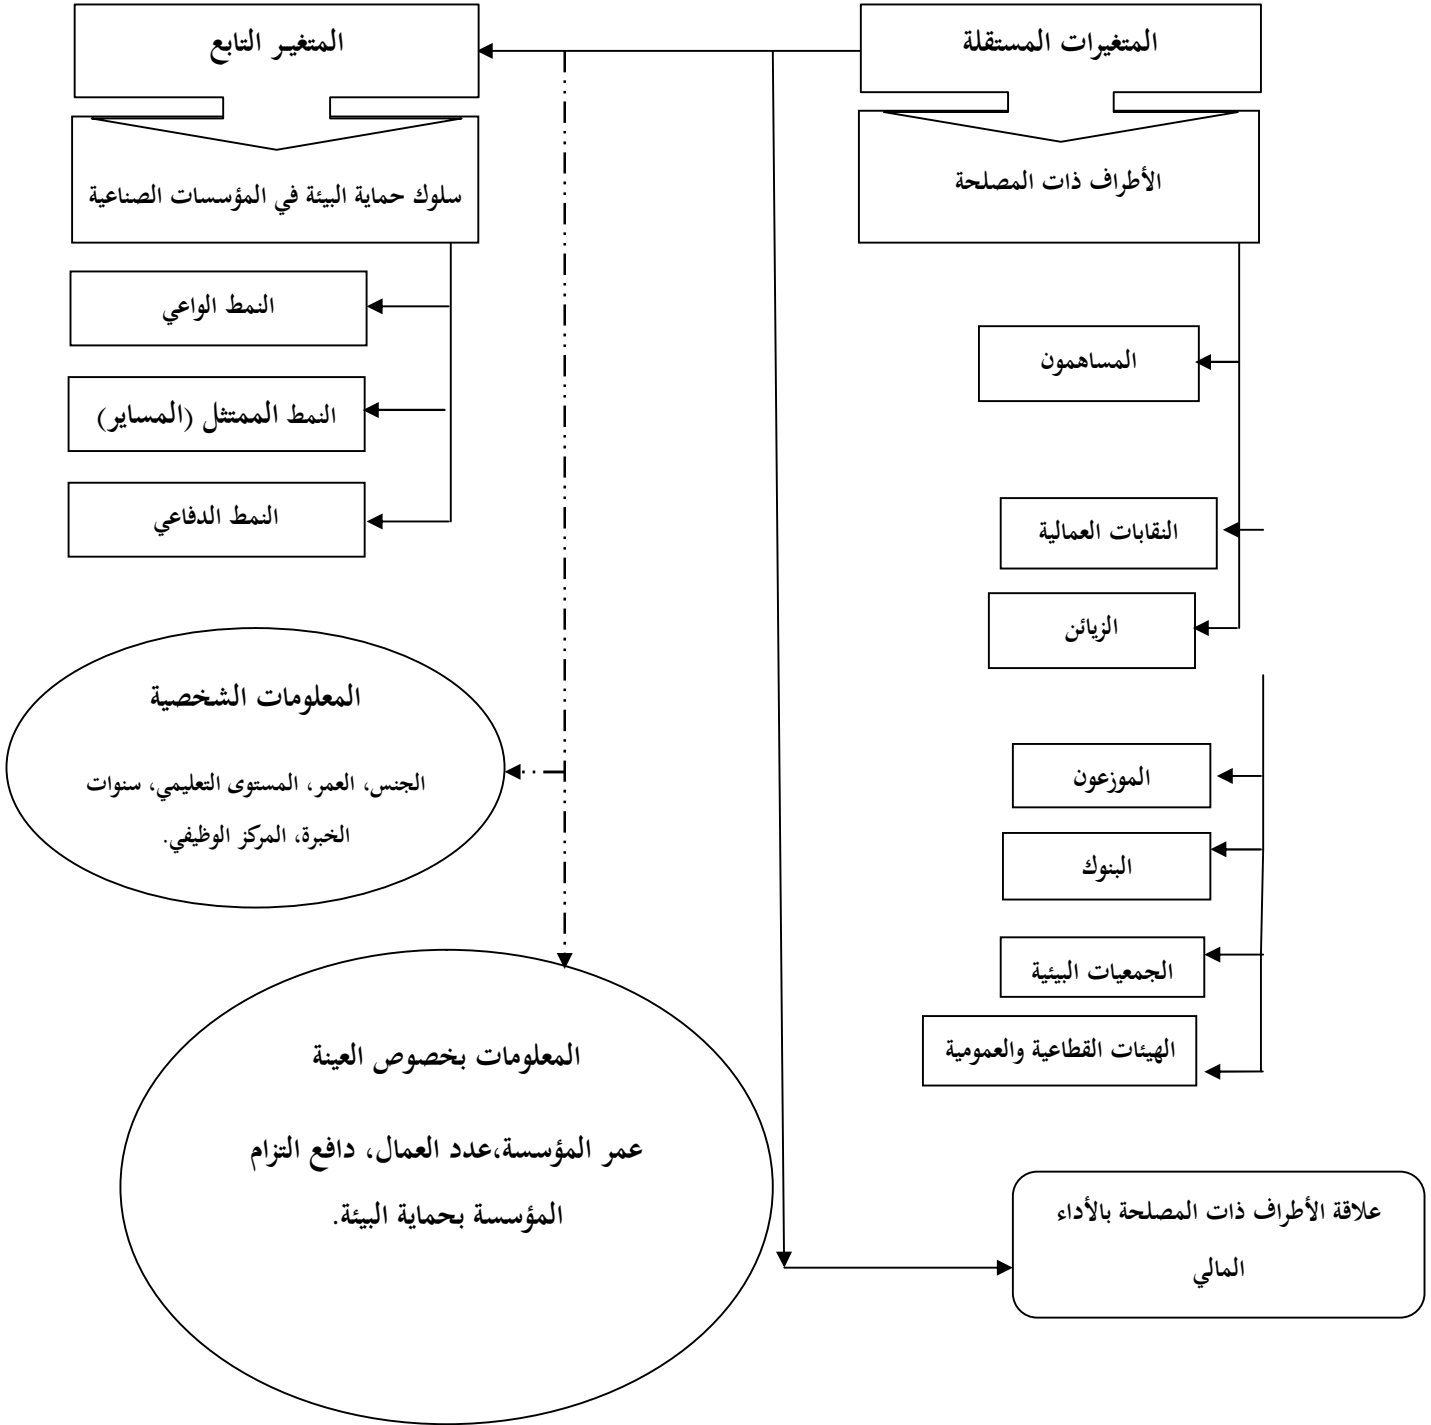 المتغيرات المستقلة
المتغير التابع
الأطراف ذات المصلحة
سلوك حماية البيئة في المؤسسات الصناعية
المساهمون
النقابات العمالية
الزبائن
الموزعون
البنوك
الجمعيات البيئية
الهيئات القطاعية والعمومية
علاقة الأطراف ذات المصلحة بالأداء
المالي
النمط الواعي
النمط الممتثل (المساير)
النمط الدفاعي
المعلومات الشخصية
الجنس، العمر، المستوى التعليمي، سنوات
الخبرة، المركز الوظيفي.
المعلومات بخصوص العينة
عمر المؤسسة،عدد العمال، دافع التزام
المؤسسة بحماية البيئة.